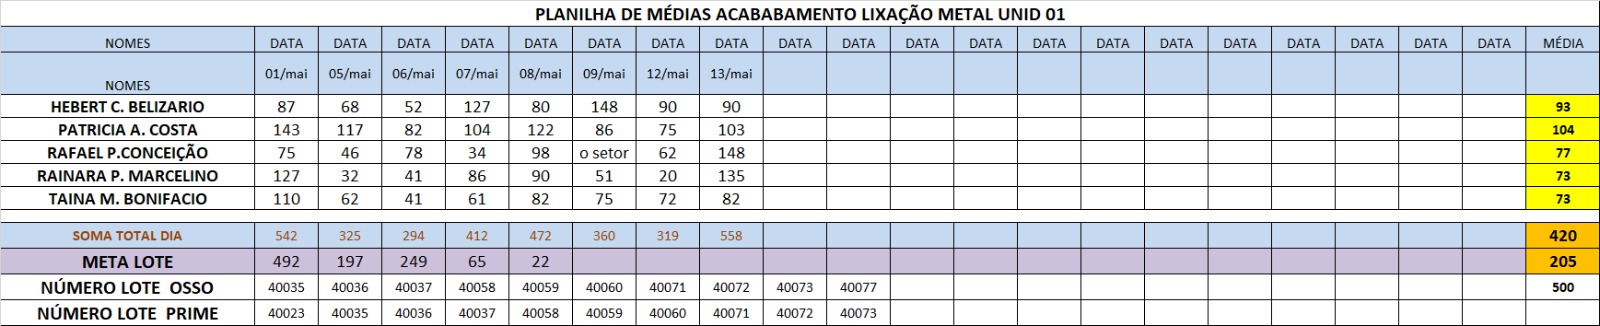 PLANILHA DE MÉDIAS ACABABAMENTO LIXAÇÃO METAL UNID 01
NOMES DATA DATA DATA DATA DATA DATA DATA DATA DATA DATA DATA DATA DATA DATA DATA DATA DATA DATA DATA DATA MÉDIA
NOMES 01/mai 05/mai 06/mai 07/mai 08/mai 09/mai 12/mai 13/mai
HEBERT C. BELIZARIO 87 68 52 127 80 148 90 90 93
PATRICIA A. COSTA 143 117 82 104 122 86 75 103 104
RAFAEL P.CONCEIÇÃO 75 46 78 34 98 o setor 62 148 77
RAINARA P. MARCELINO 127 32 41 86 90 51 20 135 73
TAINA M. BONIFACIO 110 62 41 61 82 75 72 82 73
SOMA TOTAL DIA 542 325 294 412 472 360 319 558 420
META LOTE 492 197 249 65 22 205
NÚMERO LOTE OSSO 40035 40036 40037 40058 40059 40060 40071 40072 40073 40077 500
NÚMERO LOTE PRIME 40023 40035 40036 40037 40058 40059 40060 40071 40072 40073